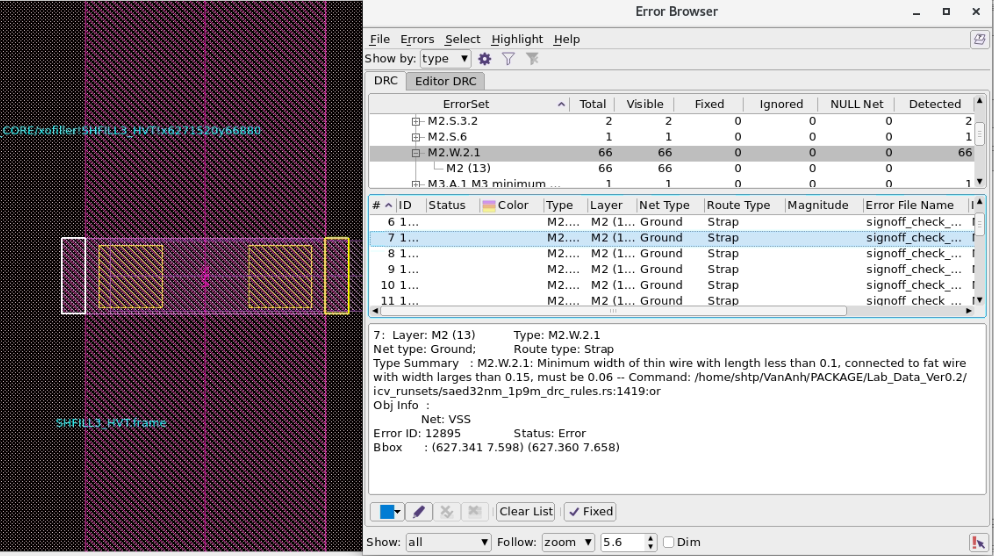 Error Browser
File Errors Select Highlight Help
Show by: type
DRC Editor DRC
ErrorSet Total Visible Fixed Ignored NULL Net Detected
M2.S.3.2 2 2 0 0 0 2
M2.S.6 1 1 0 0 0 1
M2.W.2.1 66 66 0 0 0 66
M2 (13) 66 66 0 0 0
M3.A.1 M3 minimum ... 1 1 0 0 0 1
# ID Status Color Type Layer Net Type Route Type Magnitude Error File Name
6 1... M2.... M2 (1... Ground Strap signoff_check_...
7 1... M2.... M2 (1... Ground Strap signoff_check_...
8 1... M2.... M2 (1... Ground Strap signoff_check_...
9 1... M2.... M2 (1... Ground Strap signoff_check_...
10 1... M2.... M2 (1... Ground Strap signoff_check_...
11 1... M2.... M2 (1... Ground Strap signoff_check_...
7: Layer: M2 (13) Type: M2.W.2.1
Net type: Ground; Route type: Strap
Type Summary : M2.W.2.1: Minimum width of thin wire with length less than 0.1, connected to fat wire
with width larges than 0.15, must be 0.06 -- Command: /home/shtp/VanAnh/PACKAGE/Lab_Data_Ver0.2/
icv_runsets/saed32nm_1p9m_drc_rules.rs:1419:or
Obj Info :
Net: VSS
Error ID: 12895 Status: Error
Bbox : (627.341 7.598) (627.360 7.658)
Clear List Fixed
Show: all Follow: zoom 5.6 Dim
_CORE/xofiller!SHFILL3_HVT!x6271520y66880
VSS
SHFILL3_HVT.frame